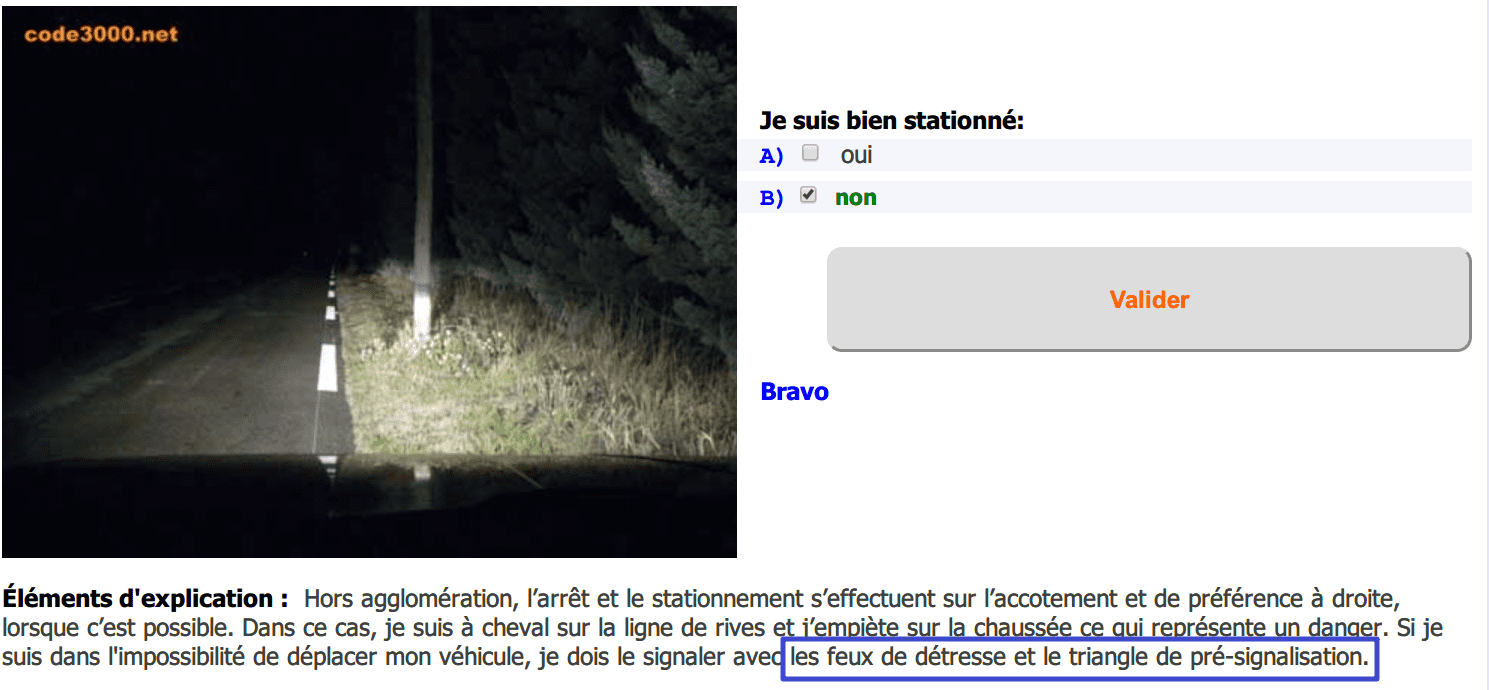 code3000.net
Je suis bien stationné:
A) oui
B) non
Valider
Bravo
Éléments d'explication : Hors agglomération, l’arrêt et le stationnement s’effectuent sur l’accotement et de préférence à droite,
lorsque c’est possible. Dans ce cas, je suis à cheval sur la ligne de rives et j’empiète sur la chaussée ce qui représente un danger. Si je
suis dans l'impossibilité de déplacer mon véhicule, je dois le signaler avec les feux de détresse et le triangle de pré-signalisation.